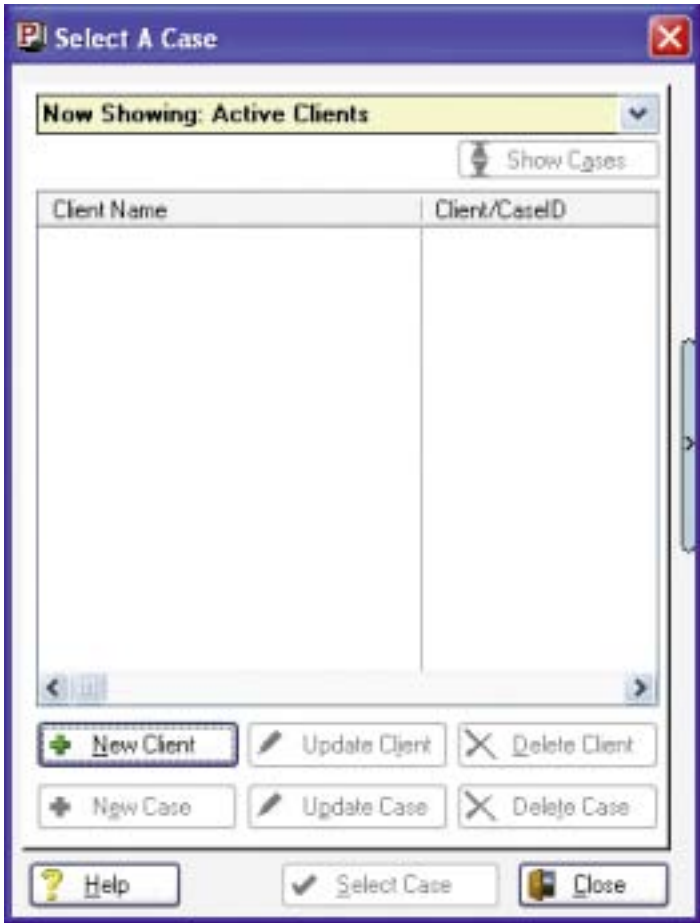 Select A Case
Now Showing: Active Clients
Show Cases
Client Name Client/CaseID
New Client Update Client Delete Client
New Case Update Case Delete Case
Help Select Case Close